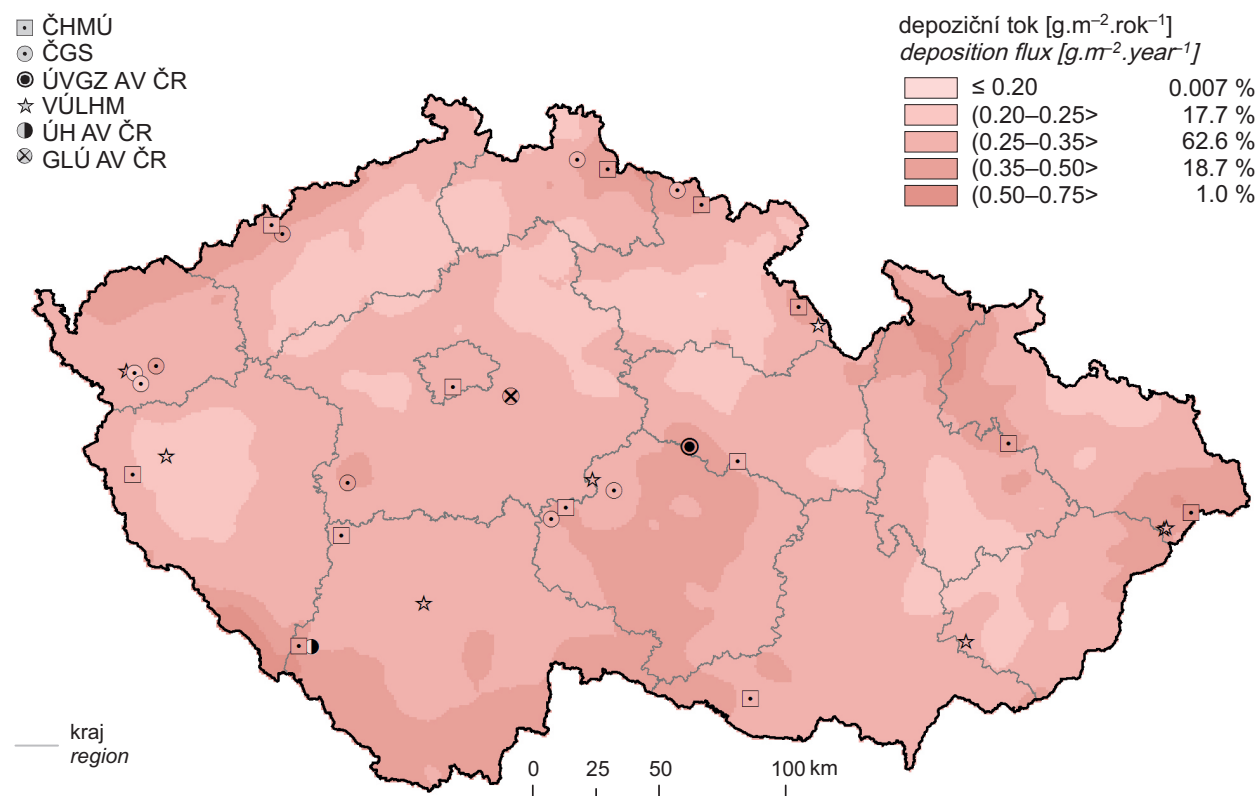 ČHMÚ
ČGS
ÚVGZ AV ČR
VÚLHM
ÚH AV ČR
GLÚ AV ČR
depoziční tok [g.m⁻².rok⁻¹]
deposition flux [g.m⁻².year⁻¹]
≤ 0.20 0.007 %
(0.20–0.25> 17.7 %
(0.25–0.35> 62.6 %
(0.35–0.50> 18.7 %
(0.50–0.75> 1.0 %
kraj
region
0 25 50 100 km